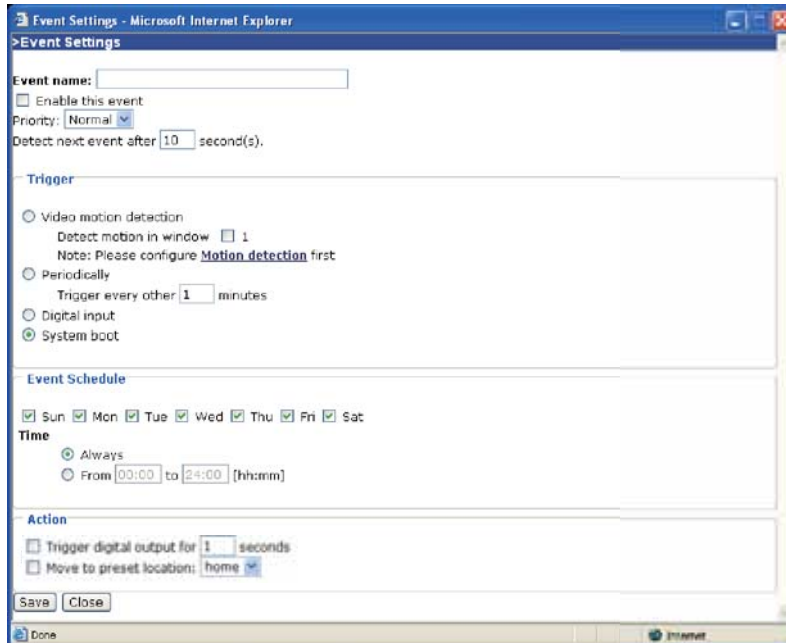 Event Settings - Microsoft Internet Explorer
>Event Settings
Event name:
Enable this event
Priority: Normal
Detect next event after 10 second(s).
Trigger
Video motion detection
Detect motion in window 1
Note: Please configure Motion detection first
Periodically
Trigger every other 1 minutes
Digital input
System boot
Event Schedule
Sun Mon Tue Wed Thu Fri Sat
Time
Always
From 00:00 to 24:00 [hh:mm]
Action
Trigger digital output for 1 seconds
Move to preset location: home
Save Close
Done Internet